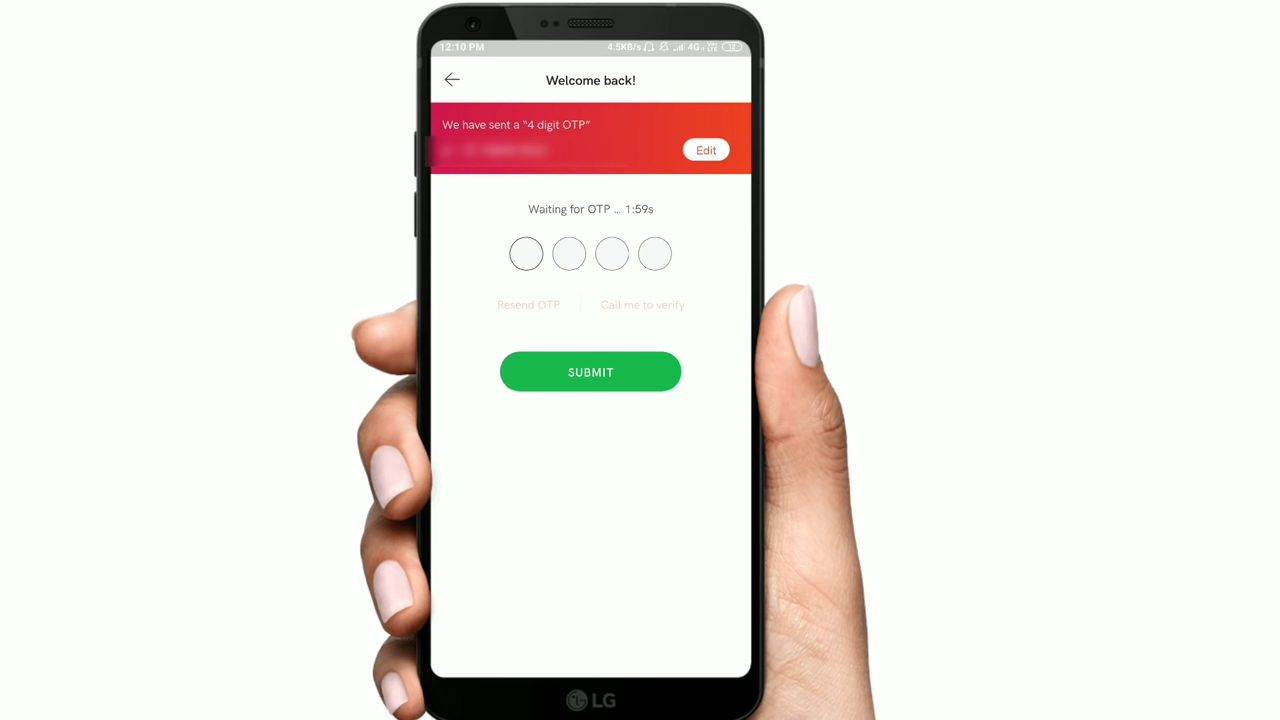 12:10 PM 4.5KB/s 4G 12
Welcome back!
We have sent a “4 digit OTP”
Edit
Waiting for OTP ... 1:59s
Resend OTP
Call me to verify
SUBMIT
LG